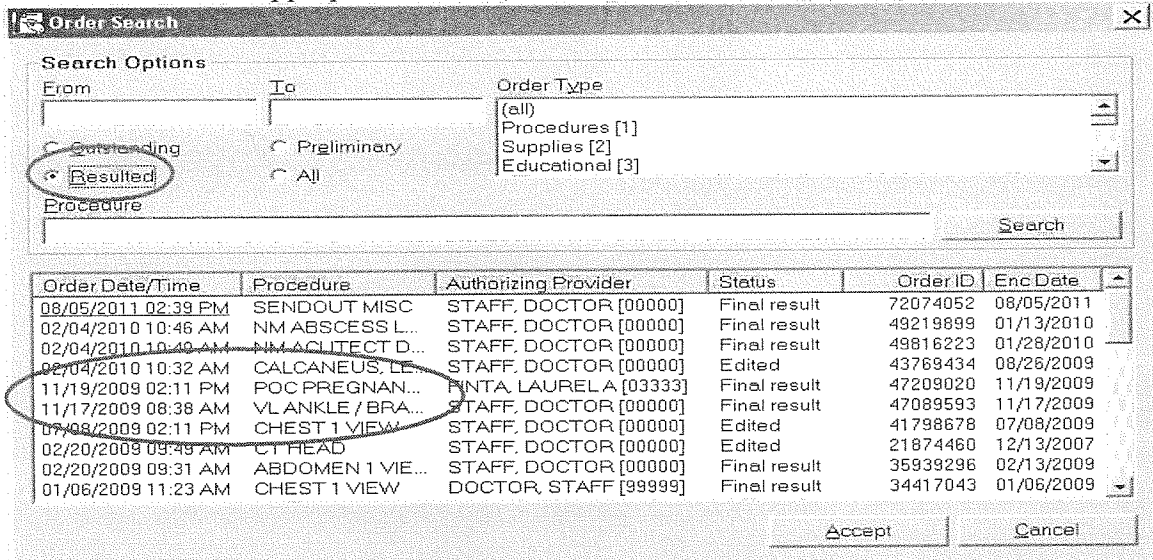 Order Search
Search Options
From To Order Type
(all)
Procedures [1]
Supplies [2]
Educational [3]
Outstanding Preliminary
Resulted All
Procedure
Search
Order Date/Time Procedure Authorizing Provider Status Order ID Enc Date
08/05/2011 02:39 PM SENDOUT MISC STAFF, DOCTOR [00000] Final result 72074052 08/05/2011
02/04/2010 10:46 AM NM ABSCESS L... STAFF, DOCTOR [00000] Final result 49219899 01/13/2010
02/04/2010 10:49 AM NM ACUTECT D... STAFF, DOCTOR [00000] Final result 49816223 01/28/2010
02/04/2010 10:32 AM CALCANEUS, LE... STAFF, DOCTOR [00000] Edited 43769434 08/26/2009
11/19/2009 02:11 PM POC PREGNAN... PINTA, LAUREL A [03333] Final result 47209020 11/19/2009
11/17/2009 08:38 AM VL ANKLE / BRA... STAFF, DOCTOR [00000] Final result 47089593 11/17/2009
07/08/2009 02:11 PM CHEST 1 VIEW STAFF, DOCTOR [00000] Edited 41798678 07/08/2009
02/20/2009 09:49 AM CT HEAD STAFF, DOCTOR [00000] Edited 21874460 12/13/2007
02/20/2009 09:31 AM ABDOMEN 1 VIE... STAFF, DOCTOR [00000] Final result 35939296 02/13/2009
01/06/2009 11:23 AM CHEST 1 VIEW DOCTOR, STAFF [99999] Final result 34417043 01/06/2009
Accept Cancel